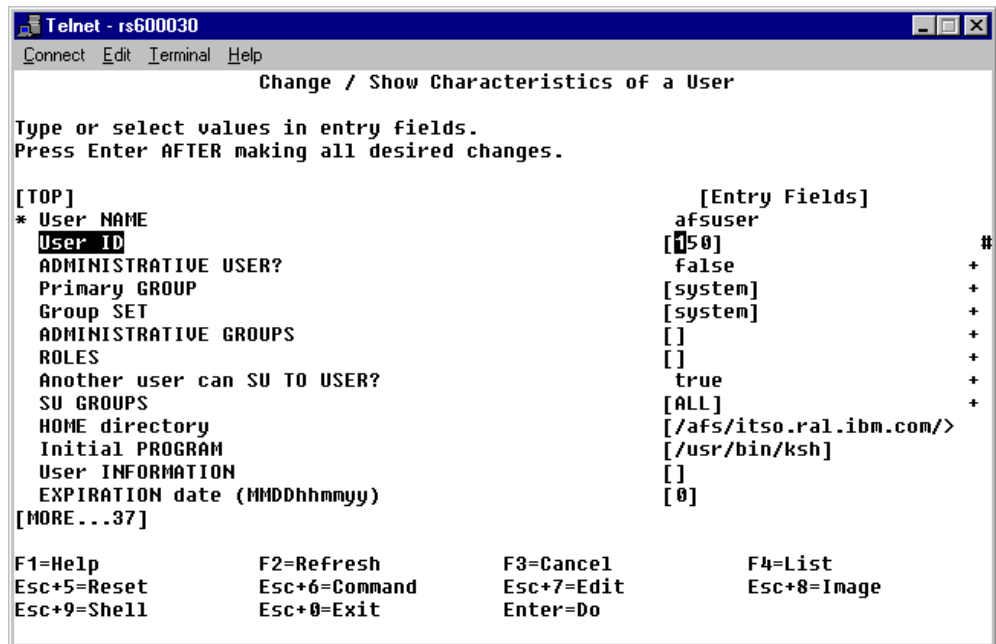 Telnet - rs600030
Connect Edit Terminal Help
Change / Show Characteristics of a User
Type or select values in entry fields.
Press Enter AFTER making all desired changes.
[TOP] [Entry Fields]
* User NAME afsuser
User ID [150] #
ADMINISTRATIVE USER? false +
Primary GROUP [system] +
Group SET [system] +
ADMINISTRATIVE GROUPS [] +
ROLES [] +
Another user can SU TO USER? true +
SU GROUPS [ALL] +
HOME directory [/afs/itso.ral.ibm.com/>
Initial PROGRAM [/usr/bin/ksh]
User INFORMATION []
EXPIRATION date (MMDDhhmmyy) [0]
[MORE...37]
F1=Help F2=Refresh F3=Cancel F4=List
Esc+5=Reset Esc+6=Command Esc+7=Edit Esc+8=Image
Esc+9=Shell Esc+0=Exit Enter=Do